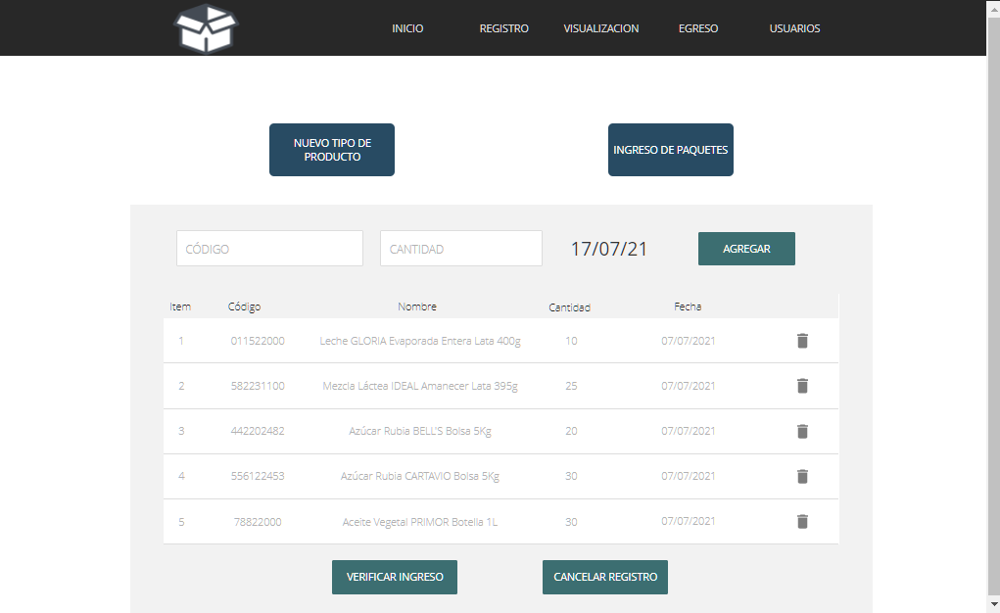 INICIO REGISTRO VISUALIZACION EGRESO USUARIOS
NUEVO TIPO DE
PRODUCTO
INGRESO DE PAQUETES
CÓDIGO CANTIDAD 17/07/21 AGREGAR
Item Código Nombre Cantidad Fecha
1 011522000 Leche GLORIA Evaporada Entera Lata 400g 10 07/07/2021
2 582231100 Mezcla Láctea IDEAL Amanecer Lata 395g 25 07/07/2021
3 442202482 Azúcar Rubia BELL'S Bolsa 5Kg 20 07/07/2021
4 556122453 Azúcar Rubia CARTAVIO Bolsa 5Kg 30 07/07/2021
5 78822000 Aceite Vegetal PRIMOR Botella 1L 30 07/07/2021
VERIFICAR INGRESO CANCELAR REGISTRO